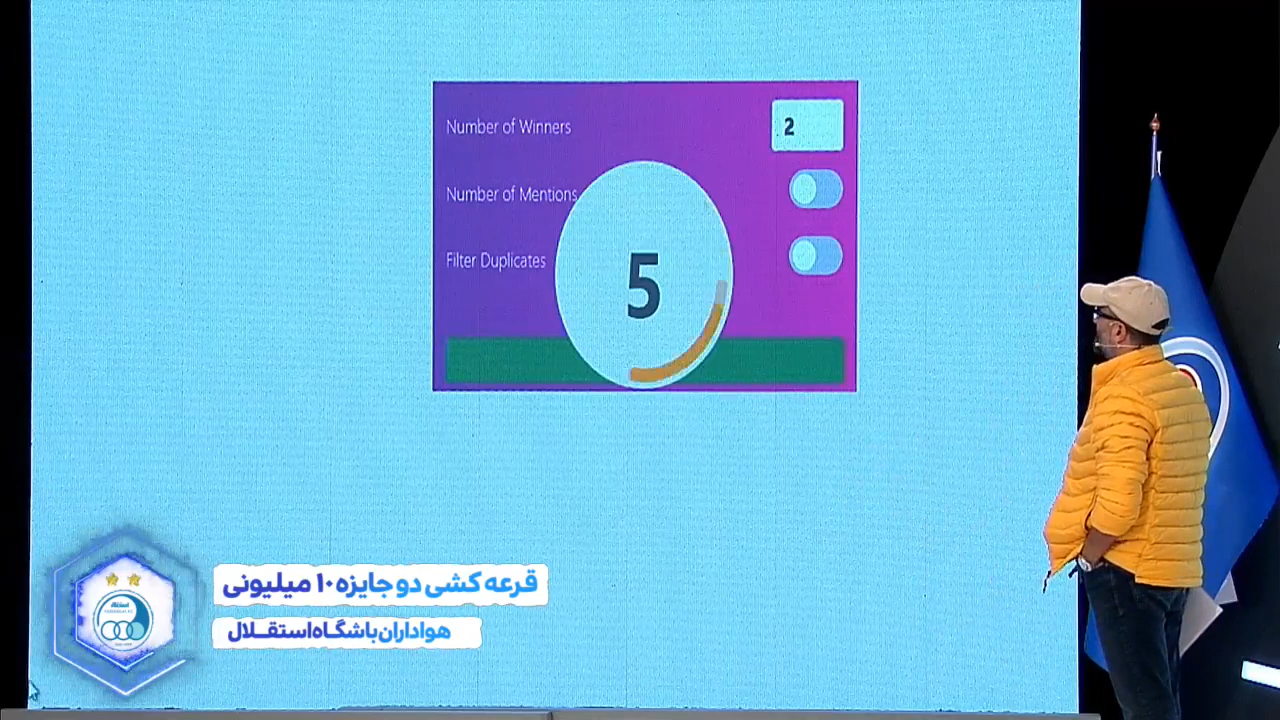 Number of Winners
2
Number of Mentions
Filter Duplicates
5
قرعه کشی دو جایزه ۱۰ میلیونی
هواداران باشگاه استقلال